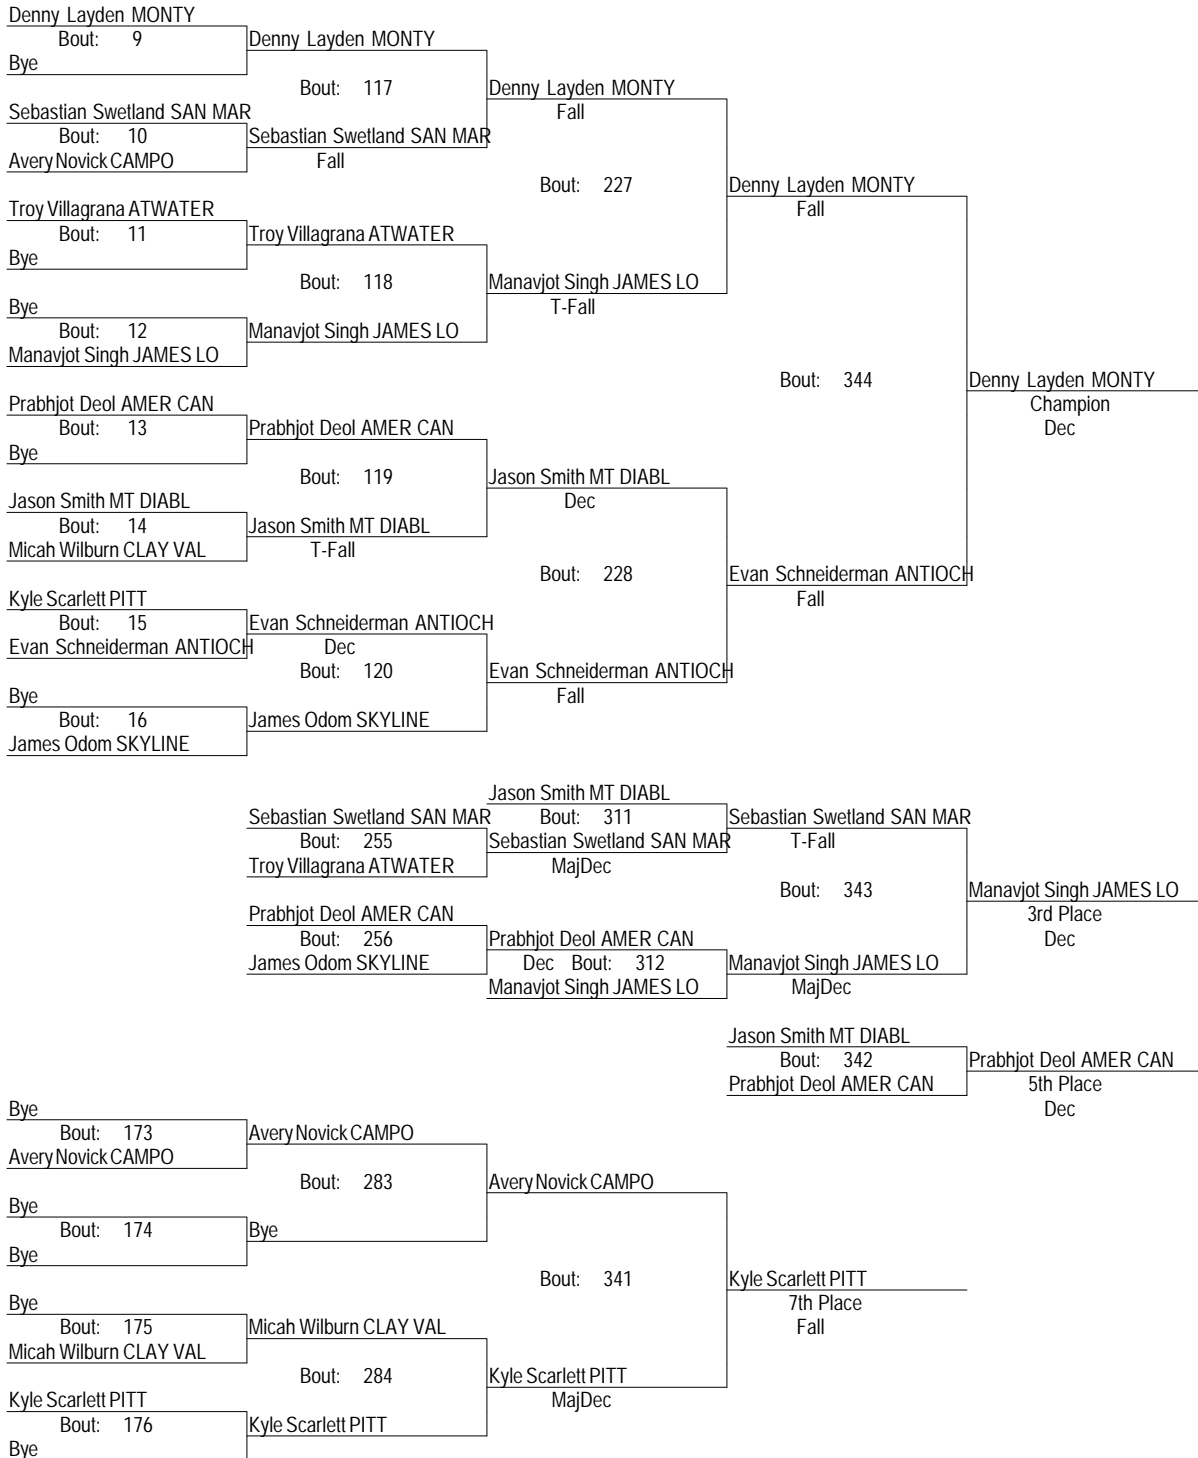 Denny Layden MONTY
Bout: 9
Denny Layden MONTY
Bye
Bout: 117
Denny Layden MONTY
Fall
Sebastian Swetland SAN MAR
Bout: 10
Sebastian Swetland SAN MAR
Avery Novick CAMPO
Fall
Bout: 227
Denny Layden MONTY
Fall
Troy Villagrana ATWATER
Bout: 11
Troy Villagrana ATWATER
Bye
Bout: 118
Manavjot Singh JAMES LO
T-Fall
Bye
Bout: 12
Manavjot Singh JAMES LO
Manavjot Singh JAMES LO
Bout: 344
Denny Layden MONTY
Champion
Dec
Prabhjot Deol AMER CAN
Bout: 13
Prabhjot Deol AMER CAN
Bye
Bout: 119
Jason Smith MT DIABL
Dec
Jason Smith MT DIABL
Bout: 14
Jason Smith MT DIABL
Micah Wilburn CLAY VAL
T-Fall
Bout: 228
Evan Schneiderman ANTIOCH
Fall
Kyle Scarlett PITT
Bout: 15
Evan Schneiderman ANTIOCH
Evan Schneiderman ANTIOCH
Dec
Bout: 120
Evan Schneiderman ANTIOCH
Fall
Bye
Bout: 16
James Odom SKYLINE
James Odom SKYLINE
Jason Smith MT DIABL
Sebastian Swetland SAN MAR
Bout: 311
Sebastian Swetland SAN MAR
Bout: 255
Sebastian Swetland SAN MAR
T-Fall
Troy Villagrana ATWATER
MajDec
Bout: 343
Manavjot Singh JAMES LO
3rd Place
Dec
Prabhjot Deol AMER CAN
Bout: 256
Prabhjot Deol AMER CAN
James Odom SKYLINE
Dec Bout: 312
Manavjot Singh JAMES LO
Manavjot Singh JAMES LO
MajDec
Jason Smith MT DIABL
Bout: 342
Prabhjot Deol AMER CAN
Prabhjot Deol AMER CAN
5th Place
Dec
Bye
Bout: 173
Avery Novick CAMPO
Avery Novick CAMPO
Bout: 283
Avery Novick CAMPO
Bye
Bout: 174
Bye
Bye
Bout: 341
Kyle Scarlett PITT
7th Place
Fall
Bye
Bout: 175
Micah Wilburn CLAY VAL
Micah Wilburn CLAY VAL
Bout: 284
Kyle Scarlett PITT
MajDec
Kyle Scarlett PITT
Bout: 176
Kyle Scarlett PITT
Bye